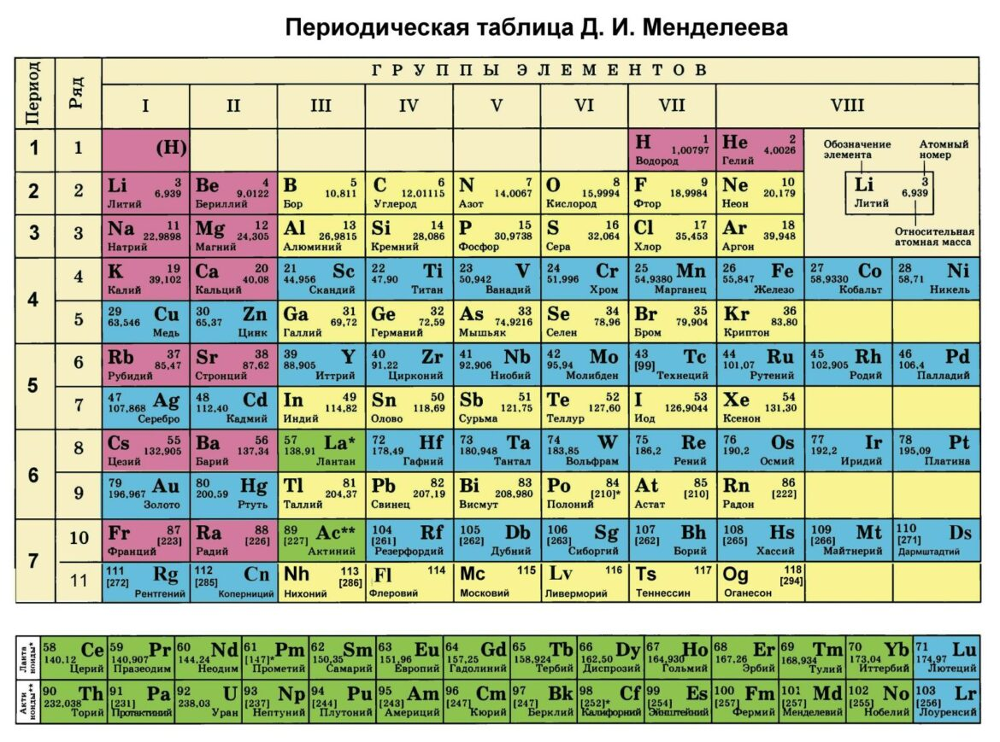 Периодическая таблица Д. И. Менделеева
Период Ряд ГРУППЫ ЭЛЕМЕНТОВ
I II III IV V VI VII VIII
1 1 (H) H 1 1,00797 Водород He 2 4,0026 Гелий
Обозначение элемента Атомный номер
Li 3 6,939 Литий
Относительная атомная масса
2 2 Li 3 6,939 Литий Be 4 9,0122 Бериллий B 5 10,811 Бор C 6 12,01115 Углерод N 7 14,0067 Азот O 8 15,9994 Кислород F 9 18,9984 Фтор Ne 10 20,179 Неон
3 3 Na 11 22,9898 Натрий Mg 12 24,305 Магний Al 13 26,9815 Алюминий Si 14 28,086 Кремний P 15 30,9738 Фосфор S 16 32,064 Сера Cl 17 35,453 Хлор Ar 18 39,948 Аргон
4 4 K 19 39,102 Калий Ca 20 40,08 Кальций 21 Sc 44,956 Скандий 22 Ti 47,90 Титан 23 V 50,942 Ванадий 24 Cr 51,996 Хром 25 Mn 54,9380 Марганец 26 Fe 55,847 Железо 27 Co 58,9330 Кобальт 28 Ni 58,71 Никель
5 29 Cu 63,546 Медь 30 Zn 65,37 Цинк Ga 31 69,72 Галлий Ge 32 72,59 Германий As 33 74,9216 Мышьяк Se 34 78,96 Селен Br 35 79,904 Бром Kr 36 83,80 Криптон
5 6 Rb 37 85,47 Рубидий Sr 38 87,62 Стронций 39 Y 88,905 Иттрий 40 Zr 91,22 Цирконий 41 Nb 92,906 Ниобий 42 Mo 95,94 Молибден 43 Tc [99] Технеций 44 Ru 101,07 Рутений 45 Rh 102,905 Родий 46 Pd 106,4 Палладий
7 47 Ag 107,868 Серебро 48 Cd 112,40 Кадмий In 49 114,82 Индий Sn 50 118,69 Олово Sb 51 121,75 Сурьма Te 52 127,60 Теллур I 53 126,9044 Иод Xe 54 131,30 Ксенон
6 8 Cs 55 132,905 Цезий Ba 56 137,34 Барий 57 La* 138,91 Лантан 72 Hf 178,49 Гафний 73 Ta 180,948 Тантал 74 W 183,85 Вольфрам 75 Re 186,2 Рений 76 Os 190,2 Осмий 77 Ir 192,2 Иридий 78 Pt 195,09 Платина
9 79 Au 196,967 Золото 80 Hg 200,59 Ртуть Tl 81 204,37 Таллий Pb 82 207,19 Свинец Bi 83 208,980 Висмут Po 84 [210]* Полоний At 85 [210] Астат Rn 86 [222] Радон
7 10 Fr 87 [223] Франций Ra 88 [226] Радий 89 Ac** [227] Актиний 104 Rf [261] Резерфордий 105 Db [262] Дубний 106 Sg [263] Сиборгий 107 Bh [262] Борий 108 Hs [265] Хассий 109 Mt [266] Майтнерий 110 Ds [271] Дармштадтий
11 111 Rg [272] Рентгений 112 Cn [285] Коперниций Nh 113 [286] Нихоний Fl 114 Флеровий Mc 115 Московий Lv 116 Ливерморий Ts 117 Теннессин Og 118 [294] Оганесон
Ланта ноиды* 58 Ce 140,12 Церий 59 Pr 140,907 Празеодим 60 Nd 144,24 Неодим 61 Pm [147]* Прометий 62 Sm 150,35 Самарий 63 Eu 151,96 Европий 64 Gd 157,25 Гадолиний 65 Tb 158,924 Тербий 66 Dy 162,50 Диспрозий 67 Ho 164,930 Гольмий 68 Er 167,26 Эрбий 69 Tm 168,934 Тулий 70 Yb 173,04 Иттербий 71 Lu 174,97 Лютеций
Акти ноиды** 90 Th 232,038 Торий 91 Pa [231] Протактиний 92 U 238,03 Уран 93 Np [237] Нептуний 94 Pu [244] Плутоний 95 Am [243] Америций 96 Cm [247] Кюрий 97 Bk [247] Берклий 98 Cf [252]* Калифорний 99 Es [254] Эйнштейний 100 Fm [257] Фермий 101 Md [257] Менделевий 102 No [255] Нобелий 103 Lr [256] Лоуренсий